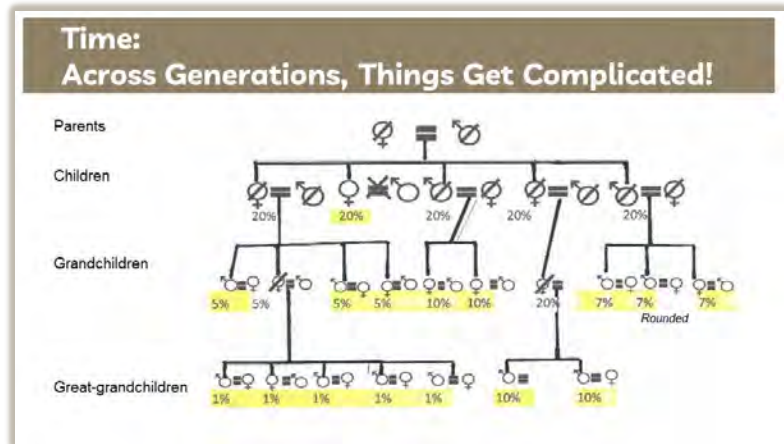 Time:
Across Generations, Things Get Complicated!
Parents
Children
20% 20% 20% 20% 20%
Grandchildren
5% 5% 5% 5% 10% 10% 20% 7% 7% 7%
Rounded
Great-grandchildren
1% 1% 1% 1% 1% 10% 10%